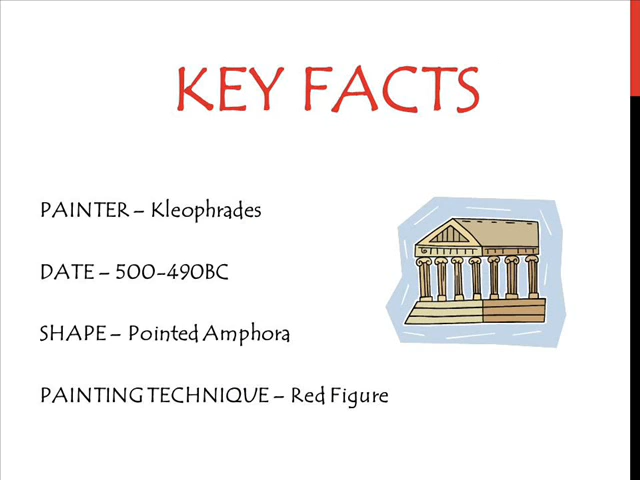 KEY FACTS
PAINTER – Kleophrades
DATE – 500-490BC
SHAPE – Pointed Amphora
PAINTING TECHNIQUE – Red Figure